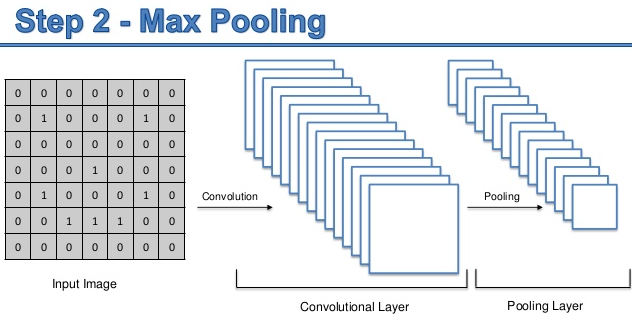 Step 2 - Max Pooling
0 0 0 0 0 0 0
0 1 0 0 0 1 0
0 0 0 0 0 0 0
0 0 0 1 0 0 0
0 1 0 0 0 1 0
0 0 1 1 1 0 0
0 0 0 0 0 0 0
Convolution
Pooling
Input Image
Convolutional Layer
Pooling Layer